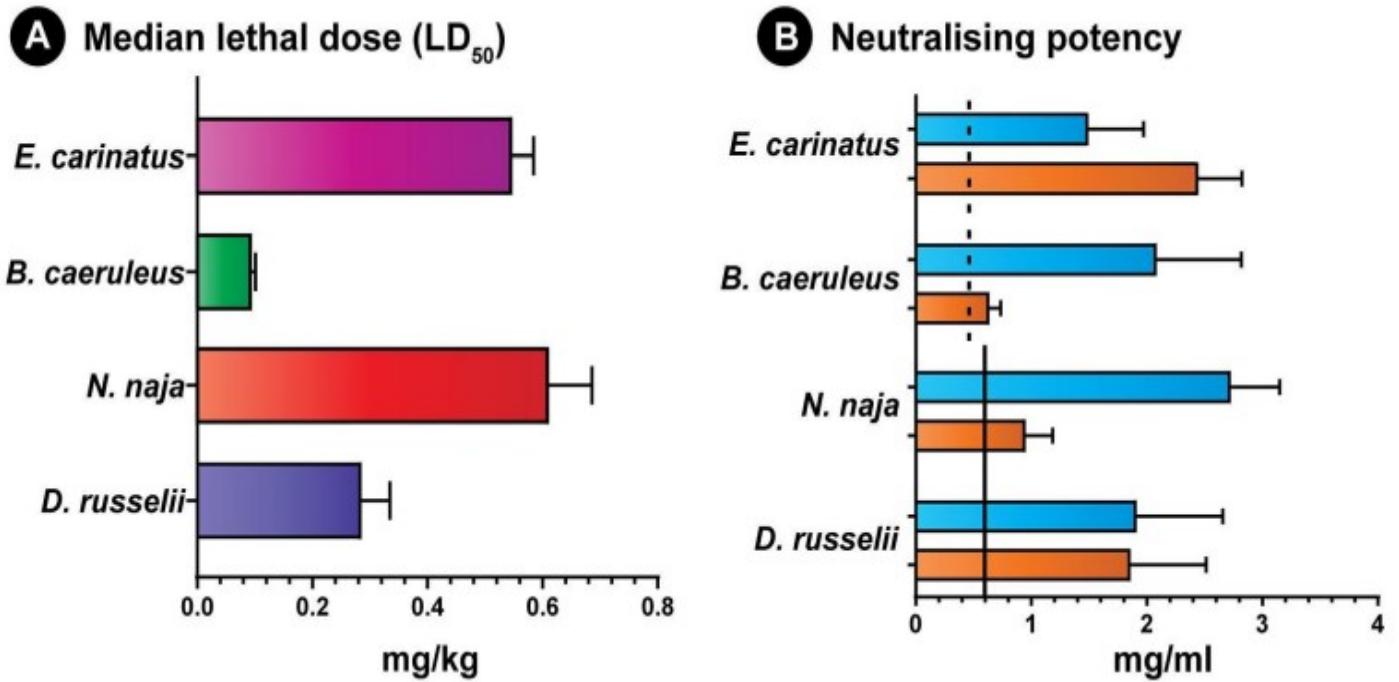 A Median lethal dose (LD50)
E. carinatus
B. caeruleus
N. naja
D. russelii
0.0 0.2 0.4 0.6 0.8
mg/kg
B Neutralising potency
E. carinatus
B. caeruleus
N. naja
D. russelii
0 1 2 3 4
mg/ml